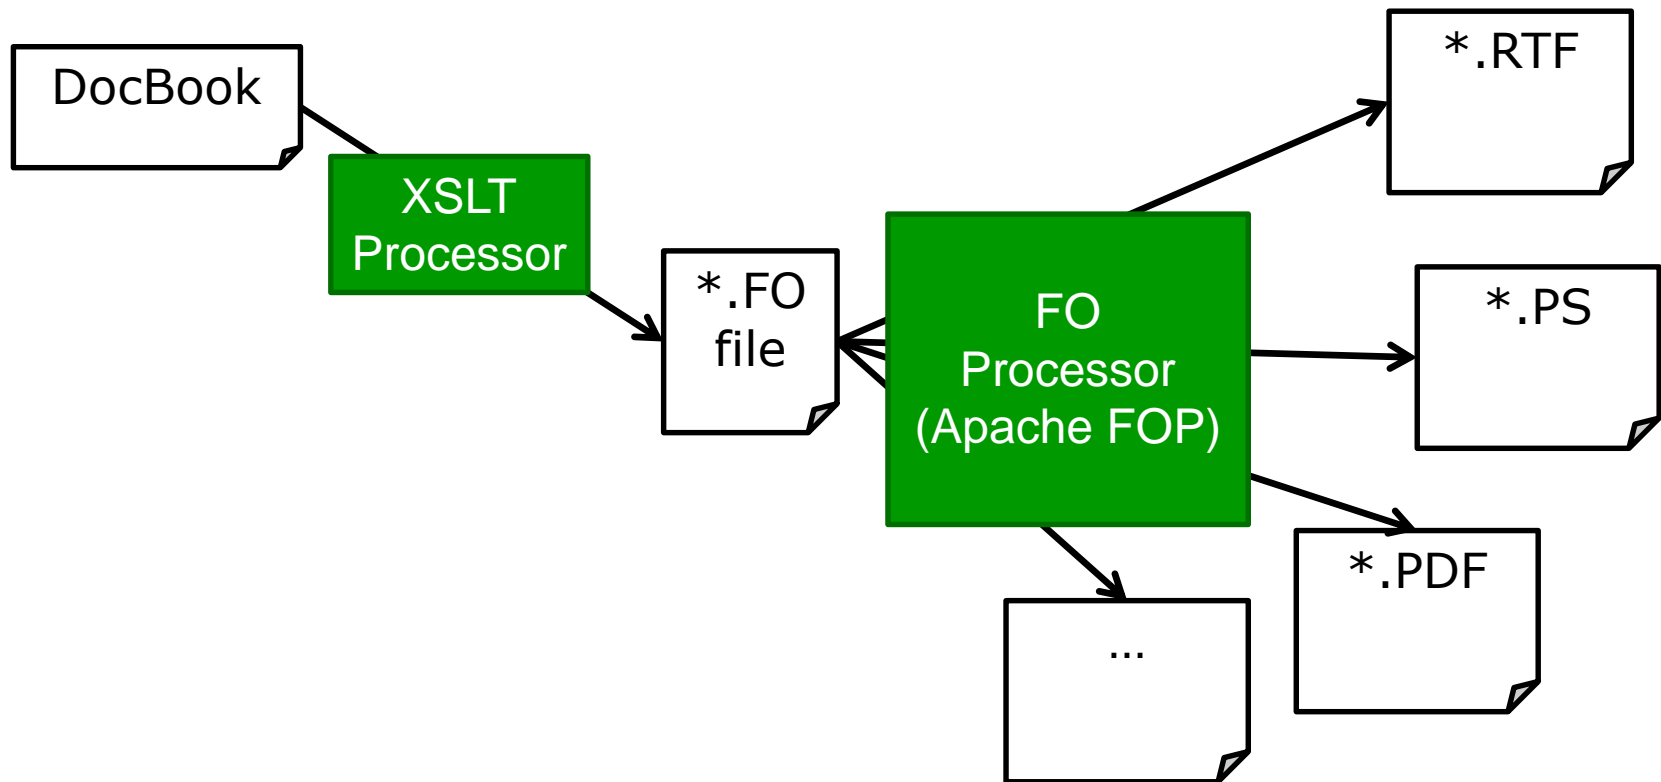 DocBook
XSLT
Processor
*.FO
file
FO
Processor
(Apache FOP)
*.RTF
*.PS
*.PDF
...